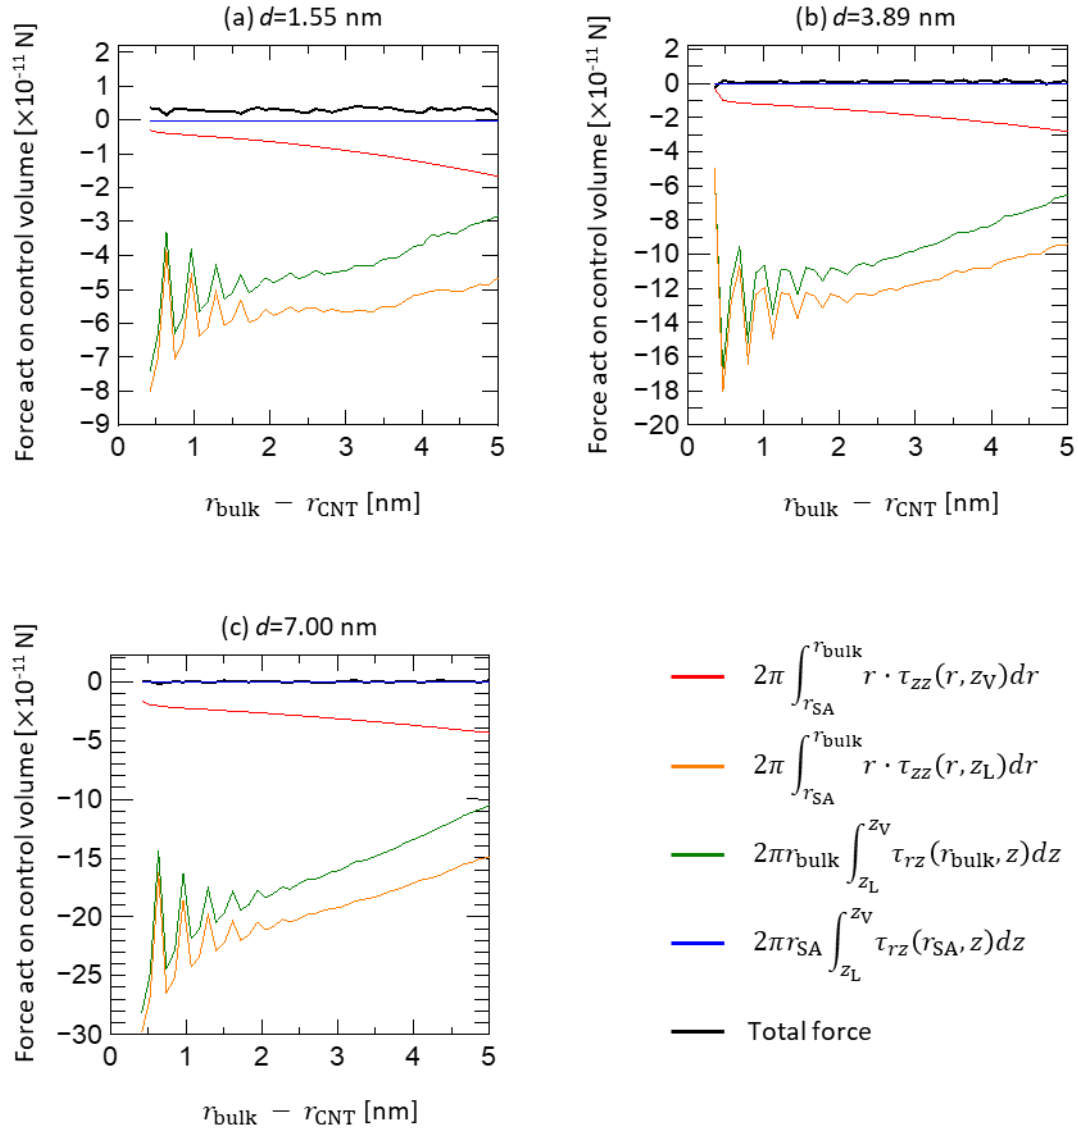 (a) d=1.55 nm
Force act on control volume [×10⁻¹¹ N]
2
1
0
−1
−2
−3
−4
−5
−6
−7
−8
−9
0 1 2 3 4 5
r_bulk − r_CNT [nm]
(b) d=3.89 nm
Force act on control volume [×10⁻¹¹ N]
2
0
−2
−4
−6
−8
−10
−12
−14
−16
−18
−20
0 1 2 3 4 5
r_bulk − r_CNT [nm]
(c) d=7.00 nm
Force act on control volume [×10⁻¹¹ N]
0
−5
−10
−15
−20
−25
−30
0 1 2 3 4 5
r_bulk − r_CNT [nm]
2π ∫_{r_SA}^{r_bulk} r · τ_zz(r, z_V)dr
2π ∫_{r_SA}^{r_bulk} r · τ_zz(r, z_L)dr
2πr_bulk ∫_{z_L}^{z_V} τ_rz(r_bulk, z)dz
2πr_SA ∫_{z_L}^{z_V} τ_rz(r_SA, z)dz
Total force